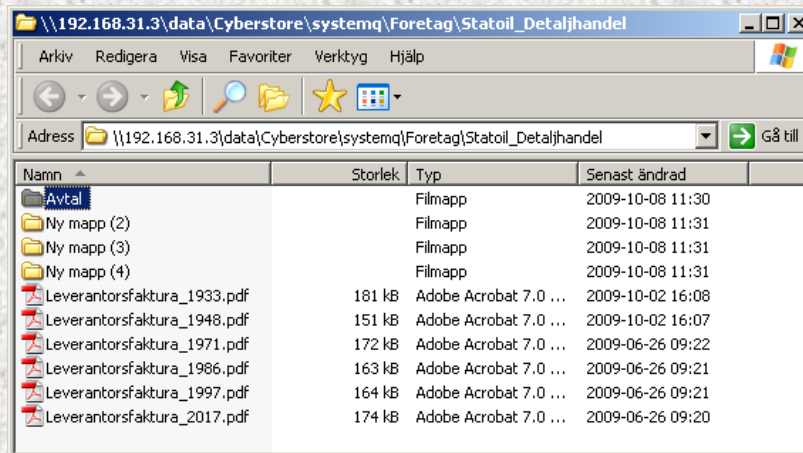 \\192.168.31.3\data\Cyberstore\systemq\Foretag\Statoil_Detaljhandel
Arkiv Redigera Visa Favoriter Verktyg Hjälp
Adress \\192.168.31.3\data\Cyberstore\systemq\Foretag\Statoil_Detaljhandel Gå till
Namn Storlek Typ Senast ändrad
Avtal Filmapp 2009-10-08 11:30
Ny mapp (2) Filmapp 2009-10-08 11:31
Ny mapp (3) Filmapp 2009-10-08 11:31
Ny mapp (4) Filmapp 2009-10-08 11:31
Leverantorsfaktura_1933.pdf 181 kB Adobe Acrobat 7.0 ... 2009-10-02 16:08
Leverantorsfaktura_1948.pdf 151 kB Adobe Acrobat 7.0 ... 2009-10-02 16:07
Leverantorsfaktura_1971.pdf 172 kB Adobe Acrobat 7.0 ... 2009-06-26 09:22
Leverantorsfaktura_1986.pdf 163 kB Adobe Acrobat 7.0 ... 2009-06-26 09:21
Leverantorsfaktura_1997.pdf 164 kB Adobe Acrobat 7.0 ... 2009-06-26 09:21
Leverantorsfaktura_2017.pdf 174 kB Adobe Acrobat 7.0 ... 2009-06-26 09:20